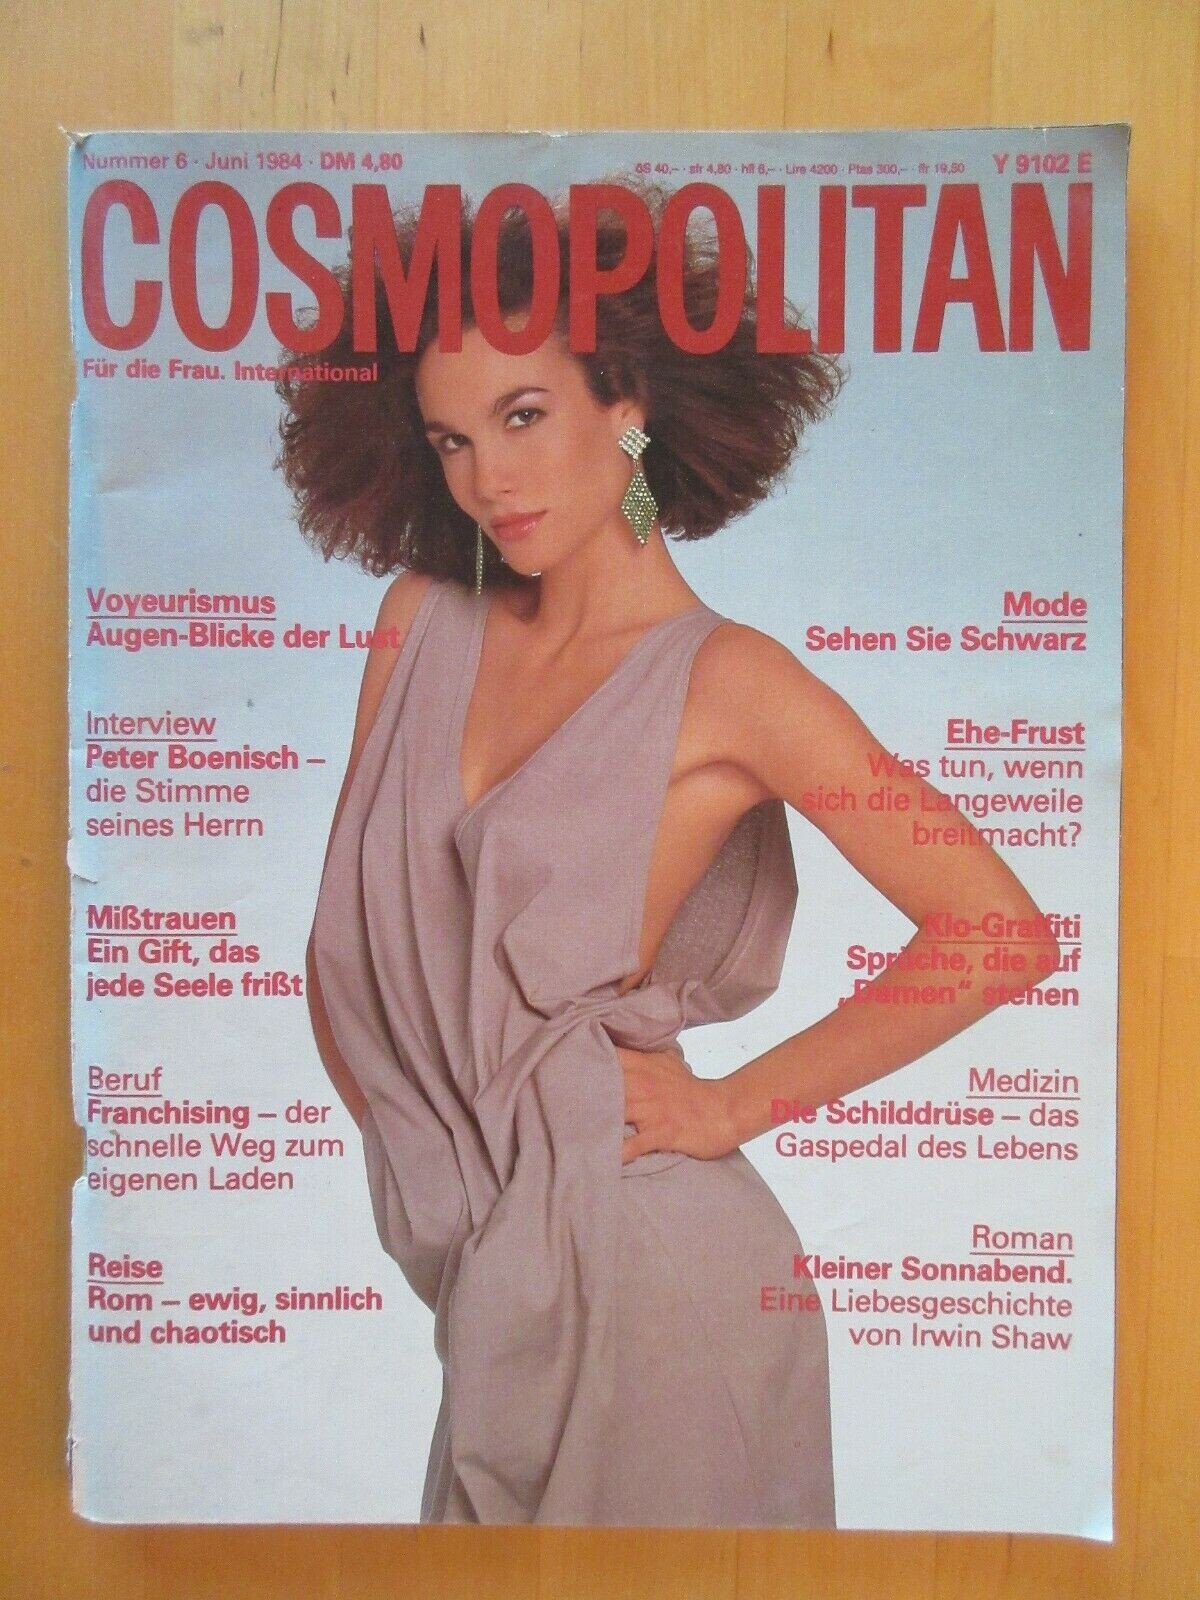 Nummer 6 · Juni 1984 · DM 4,80
öS 40,– · sfr 4,80 · hfl 6,– · Lire 4200 · Ptas 300,– · ffr 19,50
Y 9102 E
COSMOPOLITAN
Für die Frau. International
Voyeurismus
Augen-Blicke der Lust
Interview
Peter Boenisch –
die Stimme
seines Herrn
Mißtrauen
Ein Gift, das
jede Seele frißt
Beruf
Franchising – der
schnelle Weg zum
eigenen Laden
Reise
Rom – ewig, sinnlich
und chaotisch
Mode
Sehen Sie Schwarz
Ehe-Frust
Was tun, wenn
sich die Langeweile
breitmacht?
Klo-Graffiti
Sprüche, die auf
„Damen“ stehen
Medizin
Die Schilddrüse – das
Gaspedal des Lebens
Roman
Kleiner Sonnabend.
Eine Liebesgeschichte
von Irwin Shaw